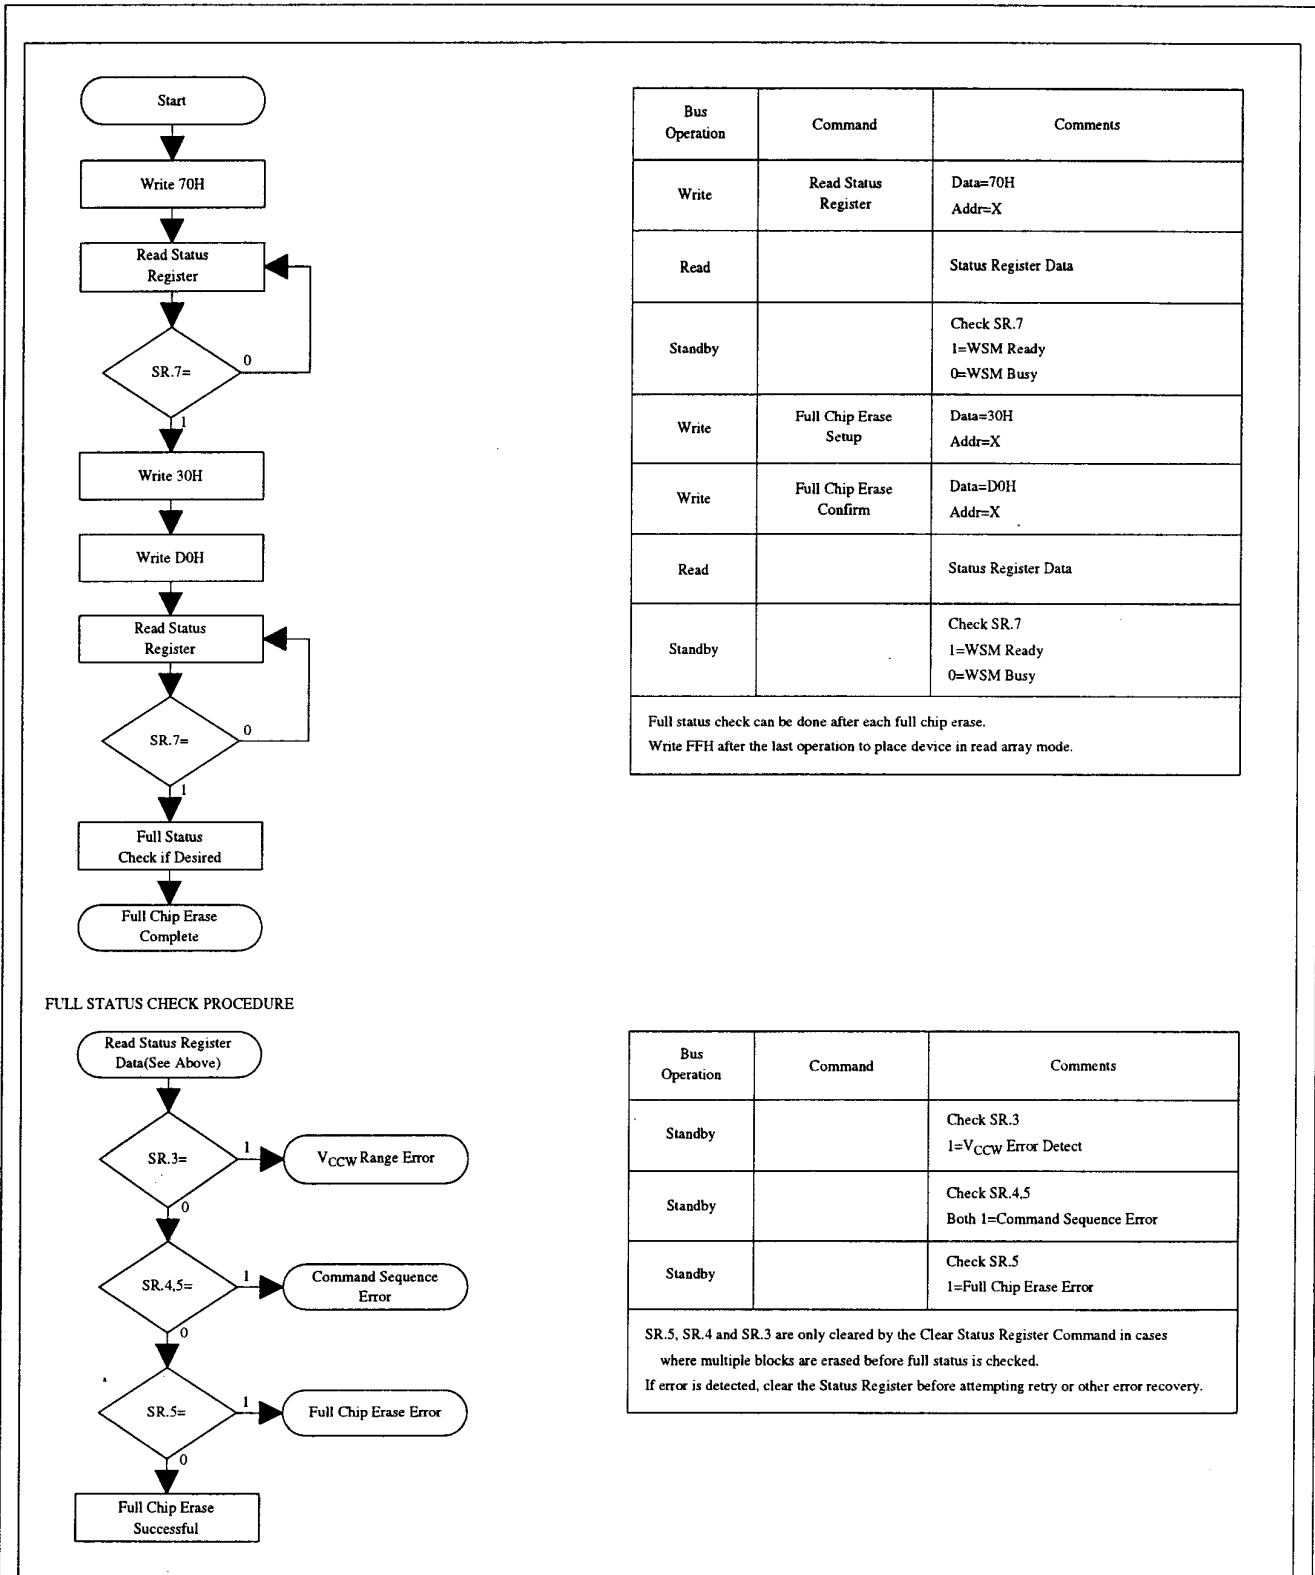 Start
Write 70H
Read Status
Register
SR.7=
0
1
Write 30H
Write D0H
Read Status
Register
SR.7=
0
1
Full Status
Check if Desired
Full Chip Erase
Complete
Bus
Operation
Command
Comments
Write
Read Status
Register
Data=70H
Addr=X
Read
Status Register Data
Standby
Check SR.7
1=WSM Ready
0=WSM Busy
Write
Full Chip Erase
Setup
Data=30H
Addr=X
Write
Full Chip Erase
Confirm
Data=D0H
Addr=X
Read
Status Register Data
Standby
Check SR.7
1=WSM Ready
0=WSM Busy
Full status check can be done after each full chip erase.
Write FFH after the last operation to place device in read array mode.
FULL STATUS CHECK PROCEDURE
Read Status Register
Data(See Above)
SR.3=
1
VCCW Range Error
0
SR.4,5=
1
Command Sequence
Error
0
SR.5=
1
Full Chip Erase Error
0
Full Chip Erase
Successful
Bus
Operation
Command
Comments
Standby
Check SR.3
1=VCCW Error Detect
Standby
Check SR.4,5
Both 1=Command Sequence Error
Standby
Check SR.5
1=Full Chip Erase Error
SR.5, SR.4 and SR.3 are only cleared by the Clear Status Register Command in cases
where multiple blocks are erased before full status is checked.
If error is detected, clear the Status Register before attempting retry or other error recovery.